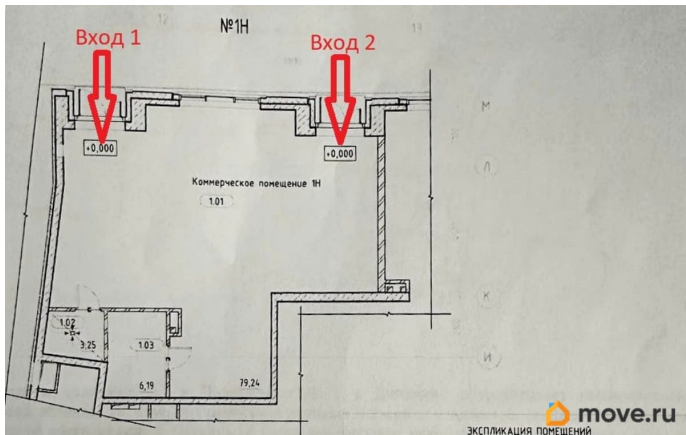 №1Н
Вход 1
Вход 2
+0,000
+0,000
Коммерческое помещение 1Н
1.01
1.02
3,25
1.03
6,19
79,24
М
Л
К
И
move.ru
ЭКСПЛИКАЦИЯ ПОМЕЩЕНИЙ